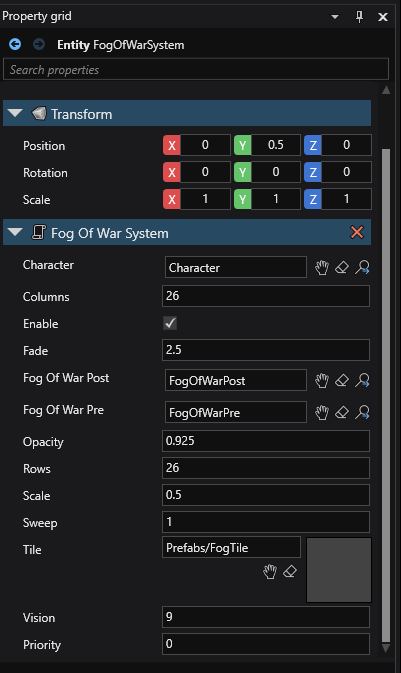 Property grid
Entity FogOfWarSystem
Search properties
Transform
Position X 0 Y 0.5 Z 0
Rotation X 0 Y 0 Z 0
Scale X 1 Y 1 Z 1
Fog Of War System
Character Character
Columns 26
Enable
Fade 2.5
Fog Of War Post FogOfWarPost
Fog Of War Pre FogOfWarPre
Opacity 0.925
Rows 26
Scale 0.5
Sweep 1
Tile Prefabs/FogTile
Vision 9
Priority 0